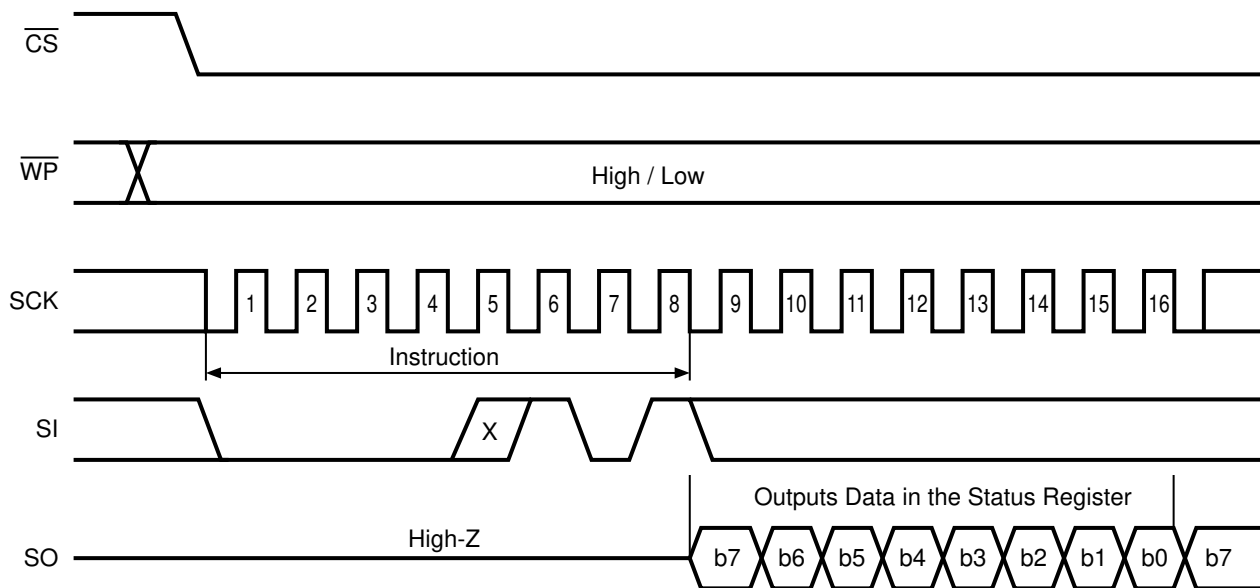 CS
WP
High / Low
SCK
1 2 3 4 5 6 7 8 9 10 11 12 13 14 15 16
Instruction
SI
X
Outputs Data in the Status Register
SO
High-Z
b7 b6 b5 b4 b3 b2 b1 b0 b7